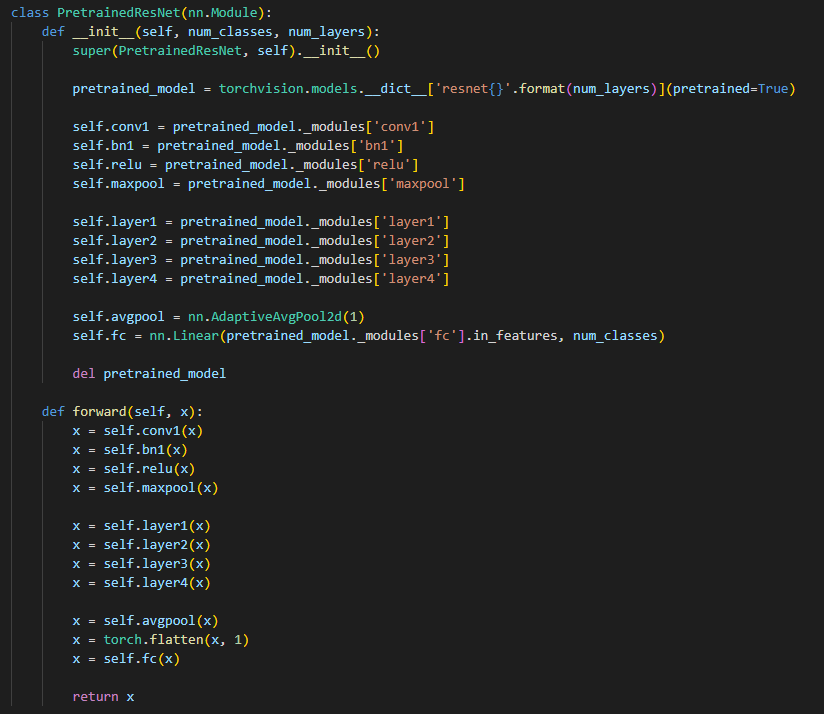 class PretrainedResNet(nn.Module):
    def __init__(self, num_classes, num_layers):
        super(PretrainedResNet, self).__init__()

        pretrained_model = torchvision.models.__dict__['resnet{}'.format(num_layers)](pretrained=True)

        self.conv1 = pretrained_model._modules['conv1']
        self.bn1 = pretrained_model._modules['bn1']
        self.relu = pretrained_model._modules['relu']
        self.maxpool = pretrained_model._modules['maxpool']

        self.layer1 = pretrained_model._modules['layer1']
        self.layer2 = pretrained_model._modules['layer2']
        self.layer3 = pretrained_model._modules['layer3']
        self.layer4 = pretrained_model._modules['layer4']

        self.avgpool = nn.AdaptiveAvgPool2d(1)
        self.fc = nn.Linear(pretrained_model._modules['fc'].in_features, num_classes)

        del pretrained_model

    def forward(self, x):
        x = self.conv1(x)
        x = self.bn1(x)
        x = self.relu(x)
        x = self.maxpool(x)

        x = self.layer1(x)
        x = self.layer2(x)
        x = self.layer3(x)
        x = self.layer4(x)

        x = self.avgpool(x)
        x = torch.flatten(x, 1)
        x = self.fc(x)

        return x